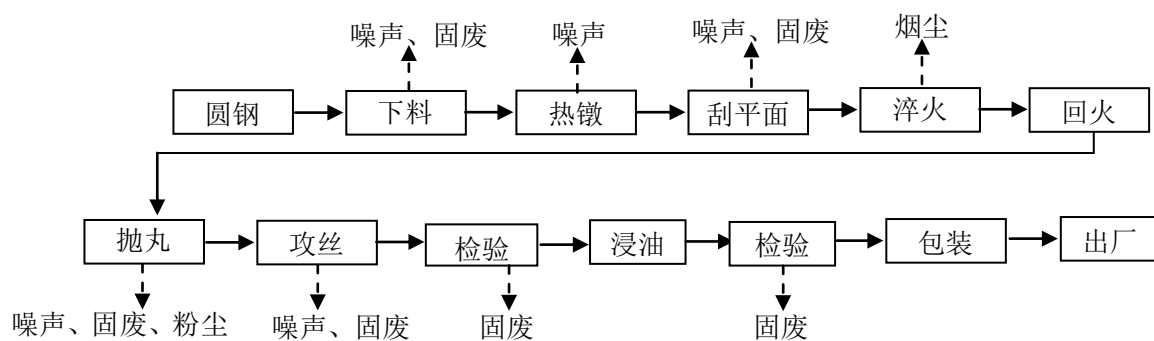 噪声、固废
噪声
噪声、固废
烟尘
圆钢
下料
热镦
刮平面
淬火
回火
抛丸
攻丝
检验
浸油
检验
包装
出厂
噪声、固废、粉尘
噪声、固废
固废
固废